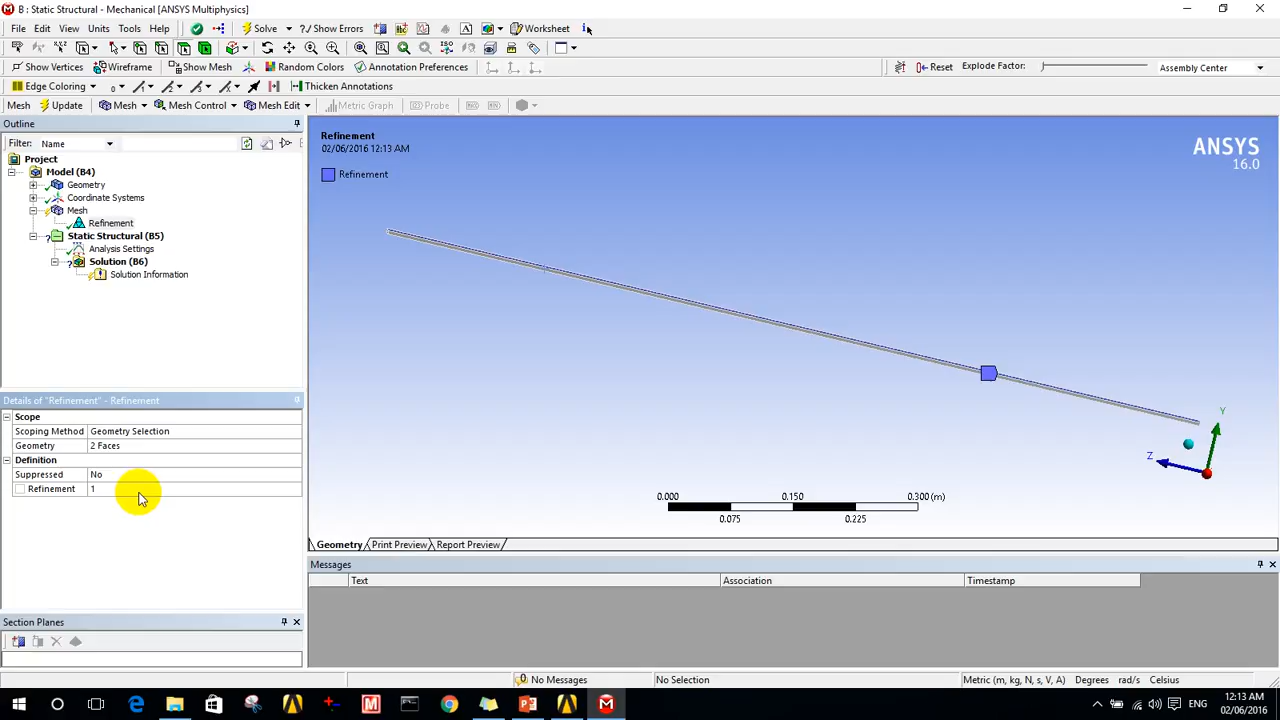 B : Static Structural - Mechanical [ANSYS Multiphysics]
File Edit View Units Tools Help Solve ?/ Show Errors Worksheet
Show Vertices Wireframe Show Mesh Random Colors Annotation Preferences Reset Explode Factor: Assembly Center
Edge Coloring Thicken Annotations
Mesh Update Mesh Mesh Control Mesh Edit Metric Graph Probe
Outline
Filter: Name
Project
Model (B4)
Geometry
Coordinate Systems
Mesh
Refinement
Static Structural (B5)
Analysis Settings
Solution (B6)
Solution Information
Details of "Refinement" - Refinement
Scope
Scoping Method Geometry Selection
Geometry 2 Faces
Definition
Suppressed No
Refinement 1
Section Planes
Refinement
02/06/2016 12:13 AM
Refinement
ANSYS
16.0
Y
Z
0.000 0.150 0.300 (m)
0.075 0.225
Geometry Print Preview Report Preview
Messages
Text Association Timestamp
No Messages No Selection Metric (m, kg, N, s, V, A) Degrees rad/s Celsius
ENG 12:13 AM
02/06/2016